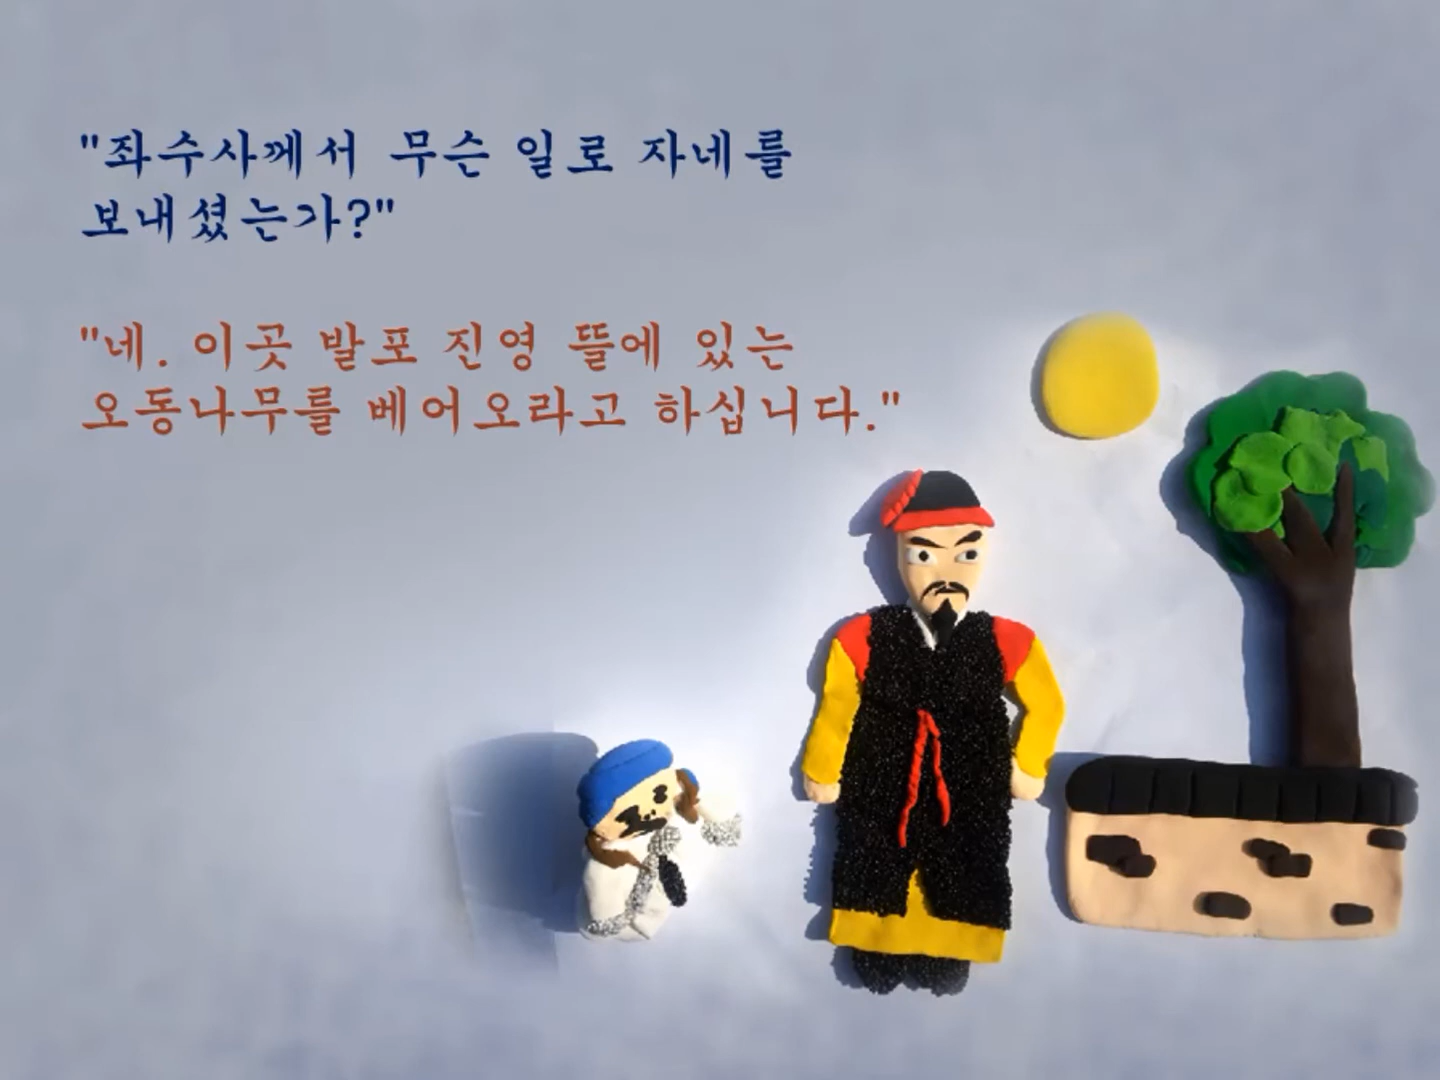 "좌수사께서 무슨 일로 자네를
보내셨는가?"
"네. 이곳 발포 진영 뜰에 있는
오동나무를 베어오라고 하십니다."